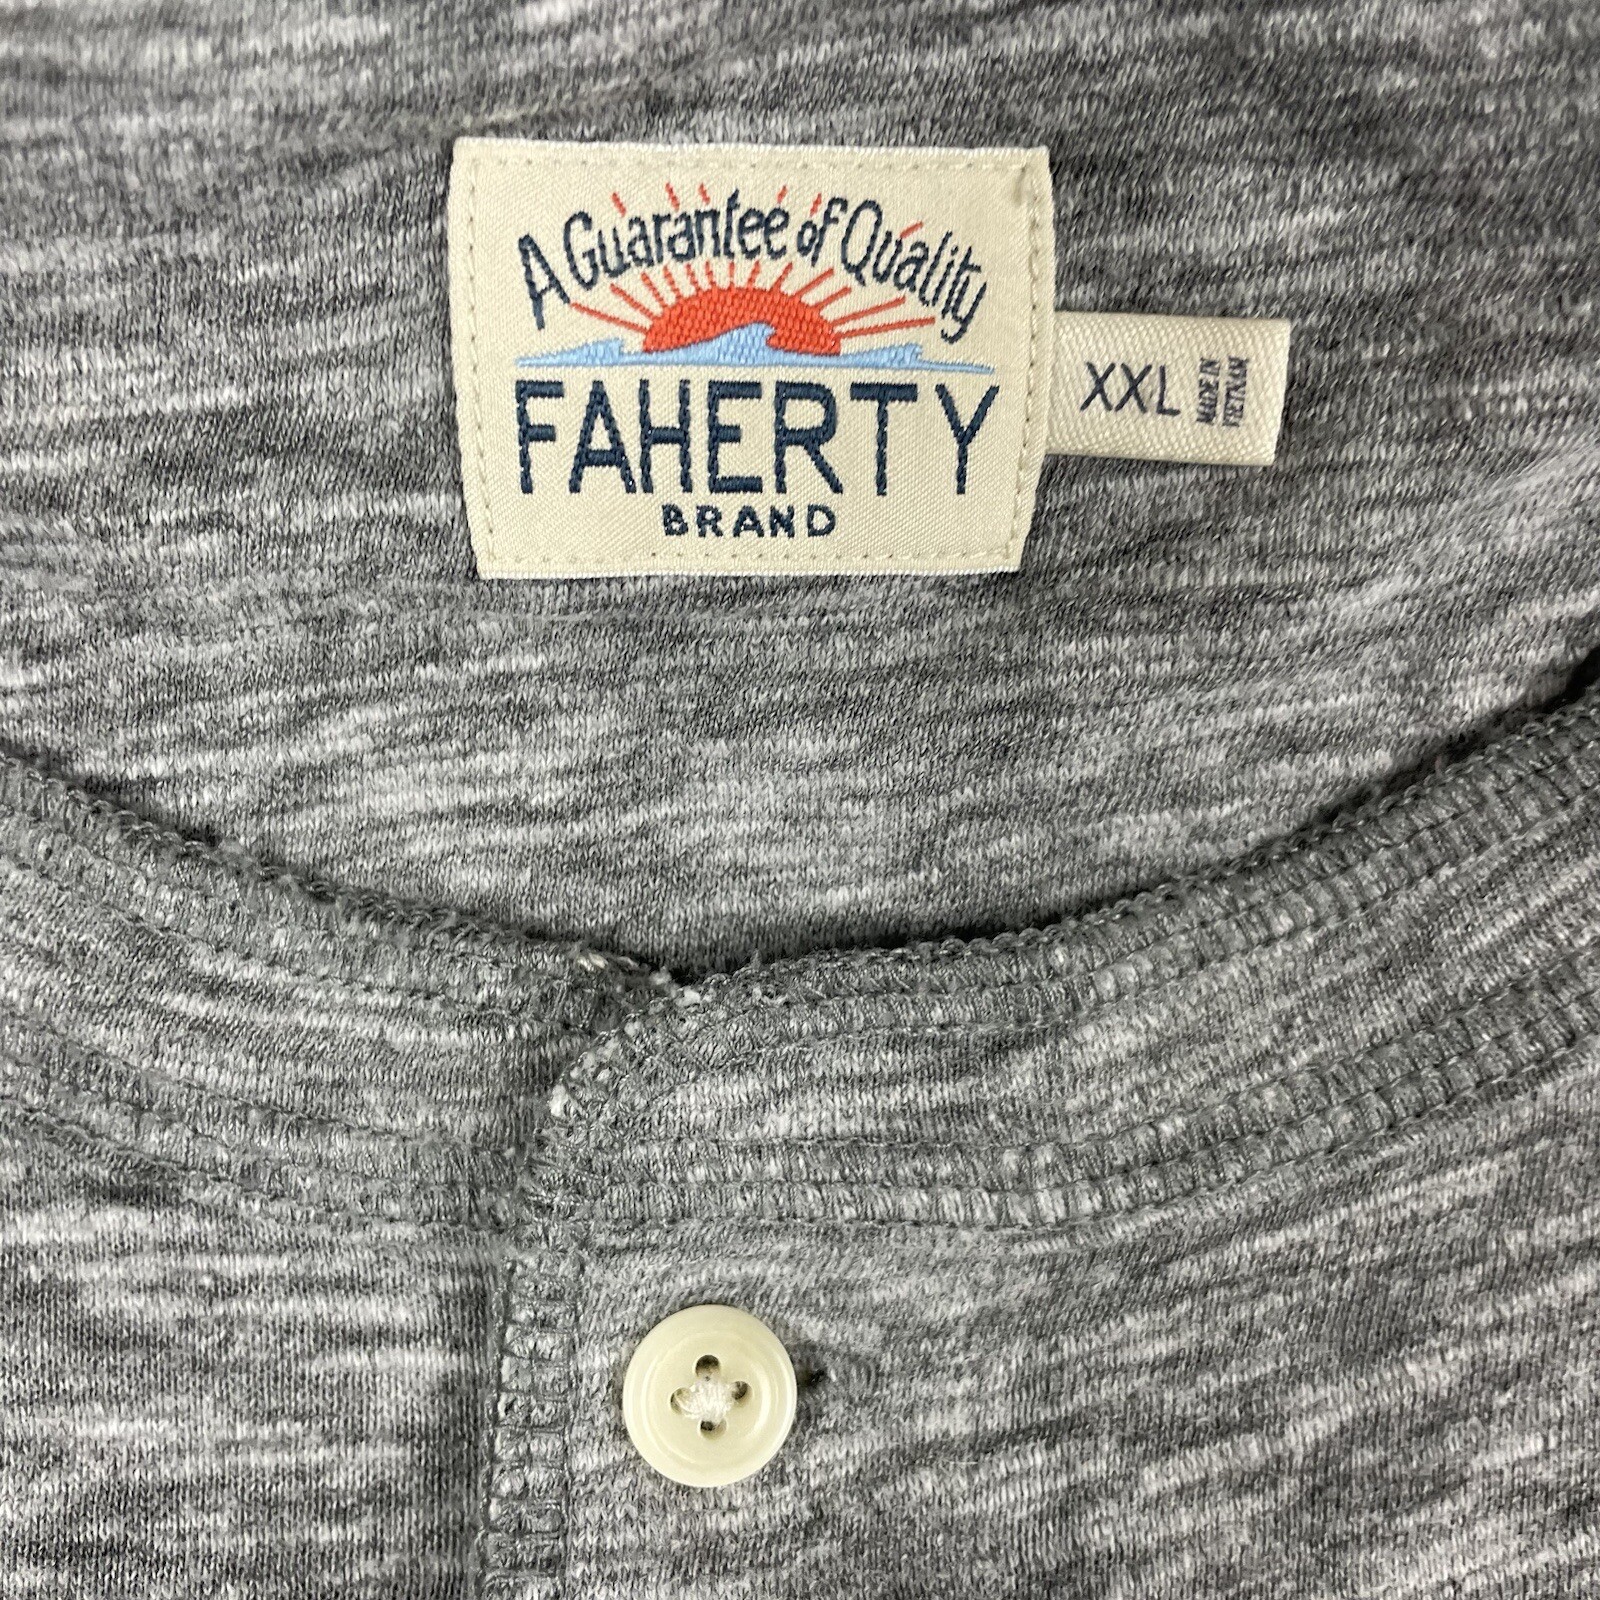 A Guarantee of Quality
FAHERTY
BRAND
XXL
MADE IN
VIETNAM